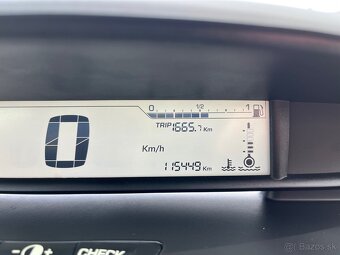 0 1/2 1
TRIP 1665.7 Km
0
Km/h
115449 Km
- +
CHECK
© Bazos.sk